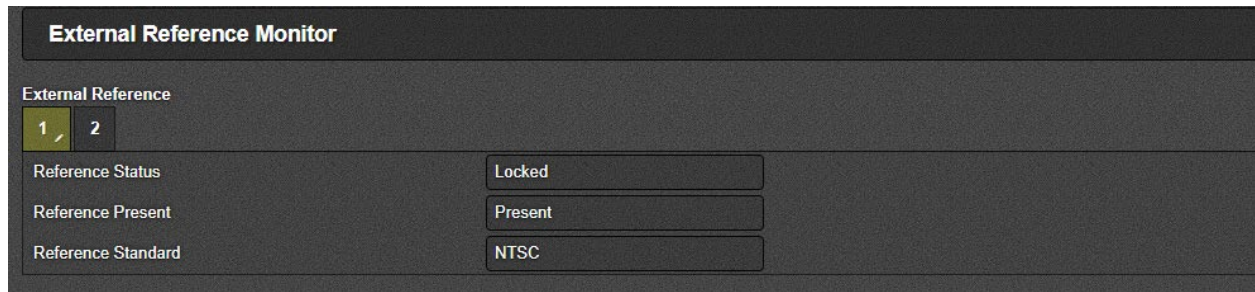 External Reference Monitor
External Reference
1 2
Reference Status Locked
Reference Present Present
Reference Standard NTSC